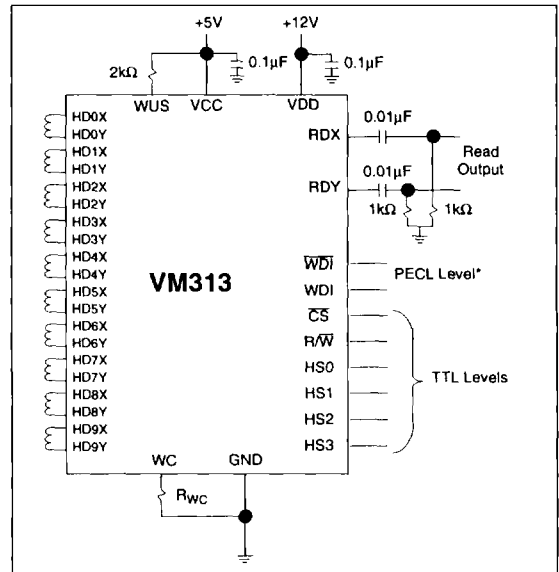 +5V +12V
2kΩ 0.1µF 0.1µF
WUS VCC VDD
HD0X
HD0Y
HD1X
HD1Y
HD2X
HD2Y
HD3X
HD3Y
HD4X
HD4Y
HD5X
HD5Y
HD6X
HD6Y
HD7X
HD7Y
HD8X
HD8Y
HD9X
HD9Y
VM313
RDX 0.01µF
Read
Output
RDY 0.01µF
1kΩ 1kΩ
W̅D̅I̅ PECL Level*
WDI
C̅S̅
R/W̅
HS0 TTL Levels
HS1
HS2
HS3
WC GND
RWC